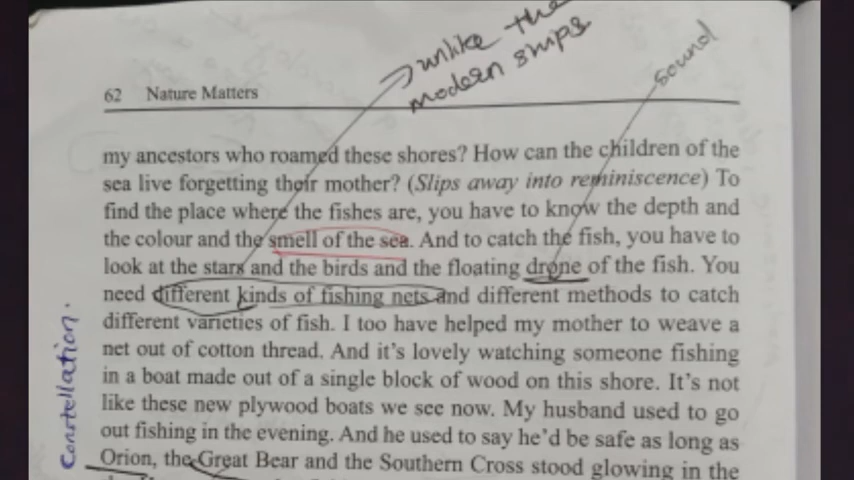 unlike the
modern ships
sound
62 Nature Matters
my ancestors who roamed these shores? How can the children of the
sea live forgetting their mother? (Slips away into reminiscence) To
find the place where the fishes are, you have to know the depth and
the colour and the smell of the sea. And to catch the fish, you have to
look at the stars and the birds and the floating drone of the fish. You
need different kinds of fishing nets and different methods to catch
different varieties of fish. I too have helped my mother to weave a
net out of cotton thread. And it's lovely watching someone fishing
in a boat made out of a single block of wood on this shore. It's not
like these new plywood boats we see now. My husband used to go
out fishing in the evening. And he used to say he'd be safe as long as
Orion, the Great Bear and the Southern Cross stood glowing in the
Constellation.